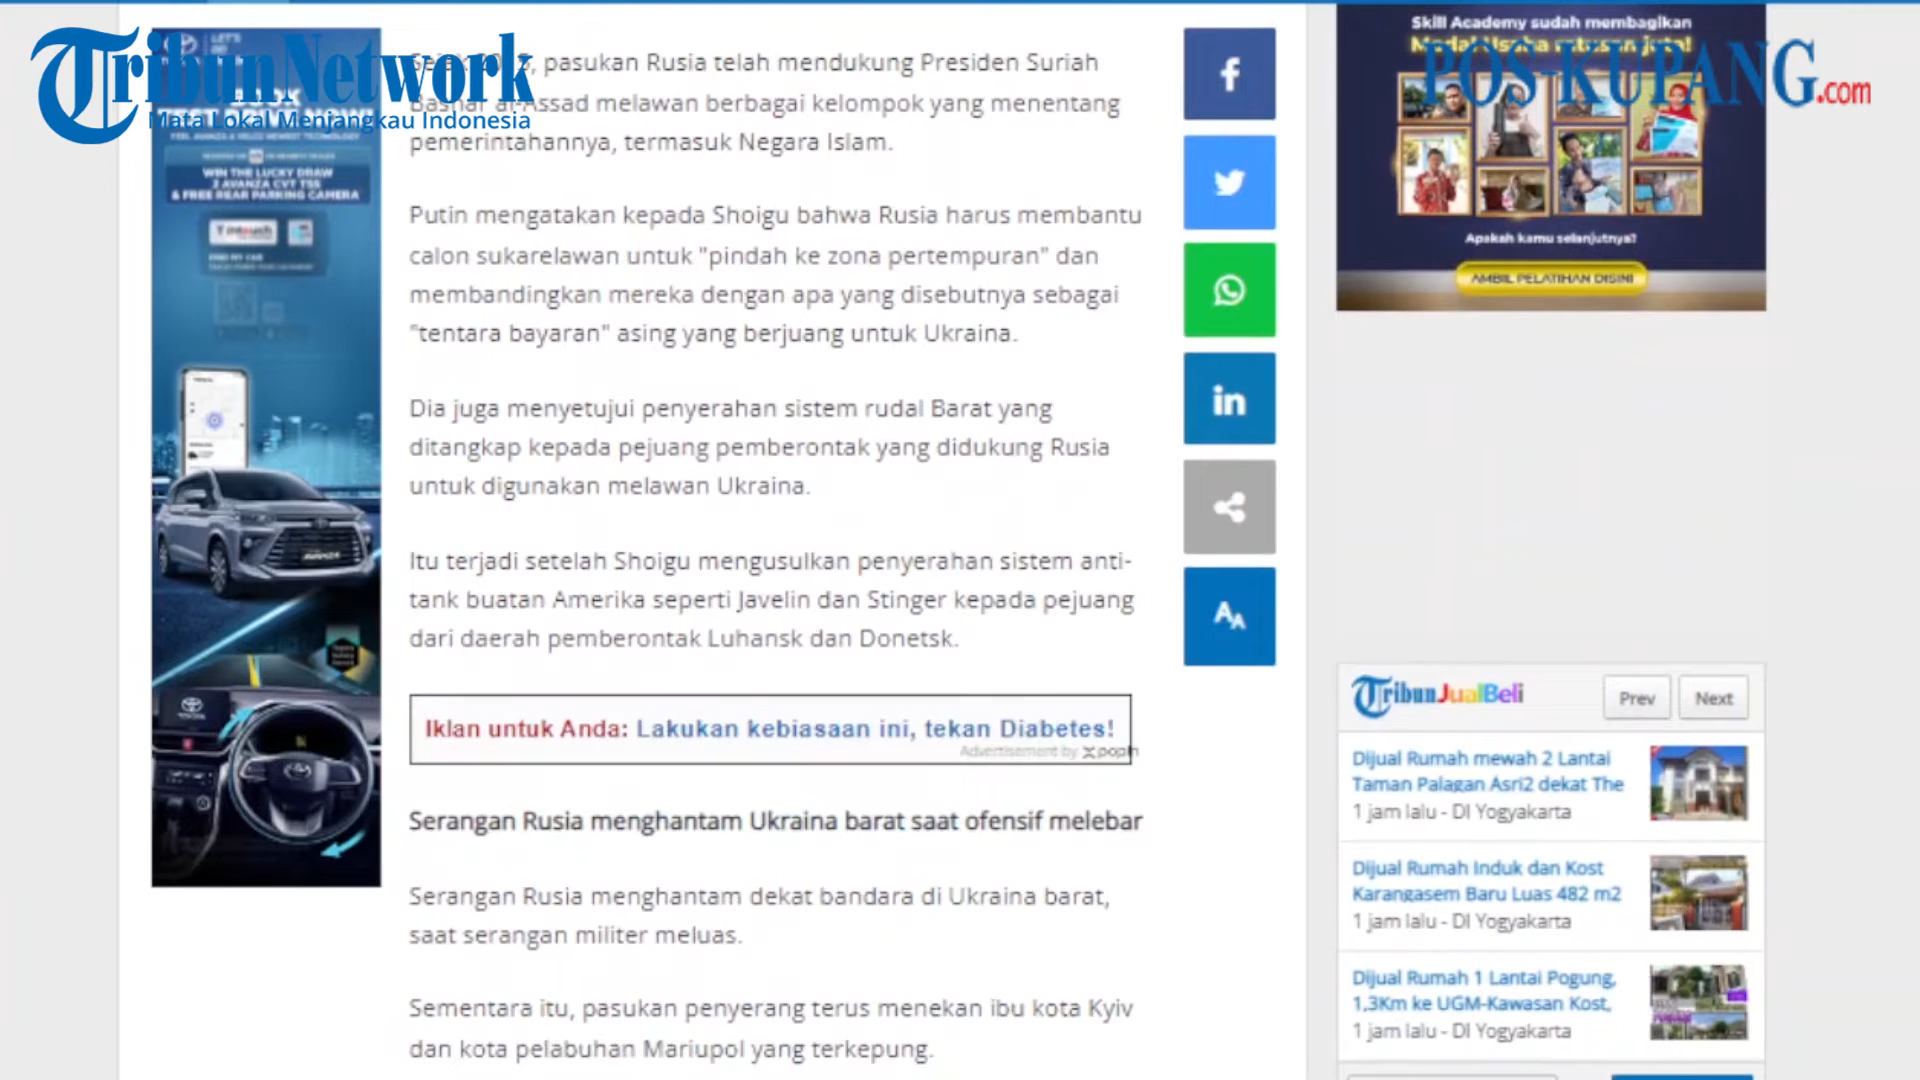 TribunNetwork
Mata Lokal Menjangkau Indonesia
POS-KUPANG.com
LET'S
GO
WIN THE LUCKY DRAW
2 AVANZA CVT TSS
& FREE REAR PARKING CAMERA
pasukan Rusia telah mendukung Presiden Suriah
Bashar al-Assad melawan berbagai kelompok yang menentang
pemerintahannya, termasuk Negara Islam.
Putin mengatakan kepada Shoigu bahwa Rusia harus membantu
calon sukarelawan untuk "pindah ke zona pertempuran" dan
membandingkan mereka dengan apa yang disebutnya sebagai
"tentara bayaran" asing yang berjuang untuk Ukraina.
Dia juga menyetujui penyerahan sistem rudal Barat yang
ditangkap kepada pejuang pemberontak yang didukung Rusia
untuk digunakan melawan Ukraina.
Itu terjadi setelah Shoigu mengusulkan penyerahan sistem anti-
tank buatan Amerika seperti Javelin dan Stinger kepada pejuang
dari daerah pemberontak Luhansk dan Donetsk.
Iklan untuk Anda: Lakukan kebiasaan ini, tekan Diabetes!
Advertisement by popIn
Serangan Rusia menghantam Ukraina barat saat ofensif melebar
Serangan Rusia menghantam dekat bandara di Ukraina barat,
saat serangan militer meluas.
Sementara itu, pasukan penyerang terus menekan ibu kota Kyiv
dan kota pelabuhan Mariupol yang terkepung.
Skill Academy sudah membagikan
Apakah kamu selanjutnya?
AMBIL PELATIHAN DISINI
TribunJualBeli
Prev
Next
Dijual Rumah mewah 2 Lantai
Taman Palagan Asri2 dekat The
1 jam lalu - DI Yogyakarta
Dijual Rumah Induk dan Kost
Karangasem Baru Luas 482 m2
1 jam lalu - DI Yogyakarta
Dijual Rumah 1 Lantai Pogung,
1,3Km ke UGM-Kawasan Kost,
1 jam lalu - DI Yogyakarta